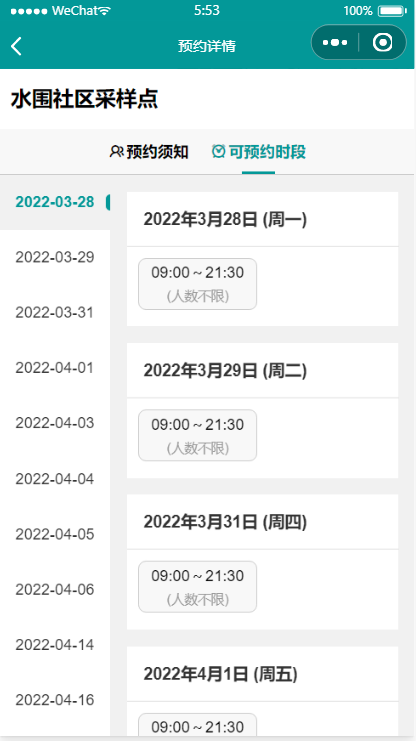 WeChat 5:53 100%
预约详情
水围社区采样点
预约须知 可预约时段
2022-03-28
2022-03-29
2022-03-31
2022-04-01
2022-04-03
2022-04-04
2022-04-05
2022-04-06
2022-04-14
2022-04-16
2022年3月28日 (周一)
09:00 ~ 21:30
(人数不限)
2022年3月29日 (周二)
09:00 ~ 21:30
(人数不限)
2022年3月31日 (周四)
09:00 ~ 21:30
(人数不限)
2022年4月1日 (周五)
09:00 ~ 21:30